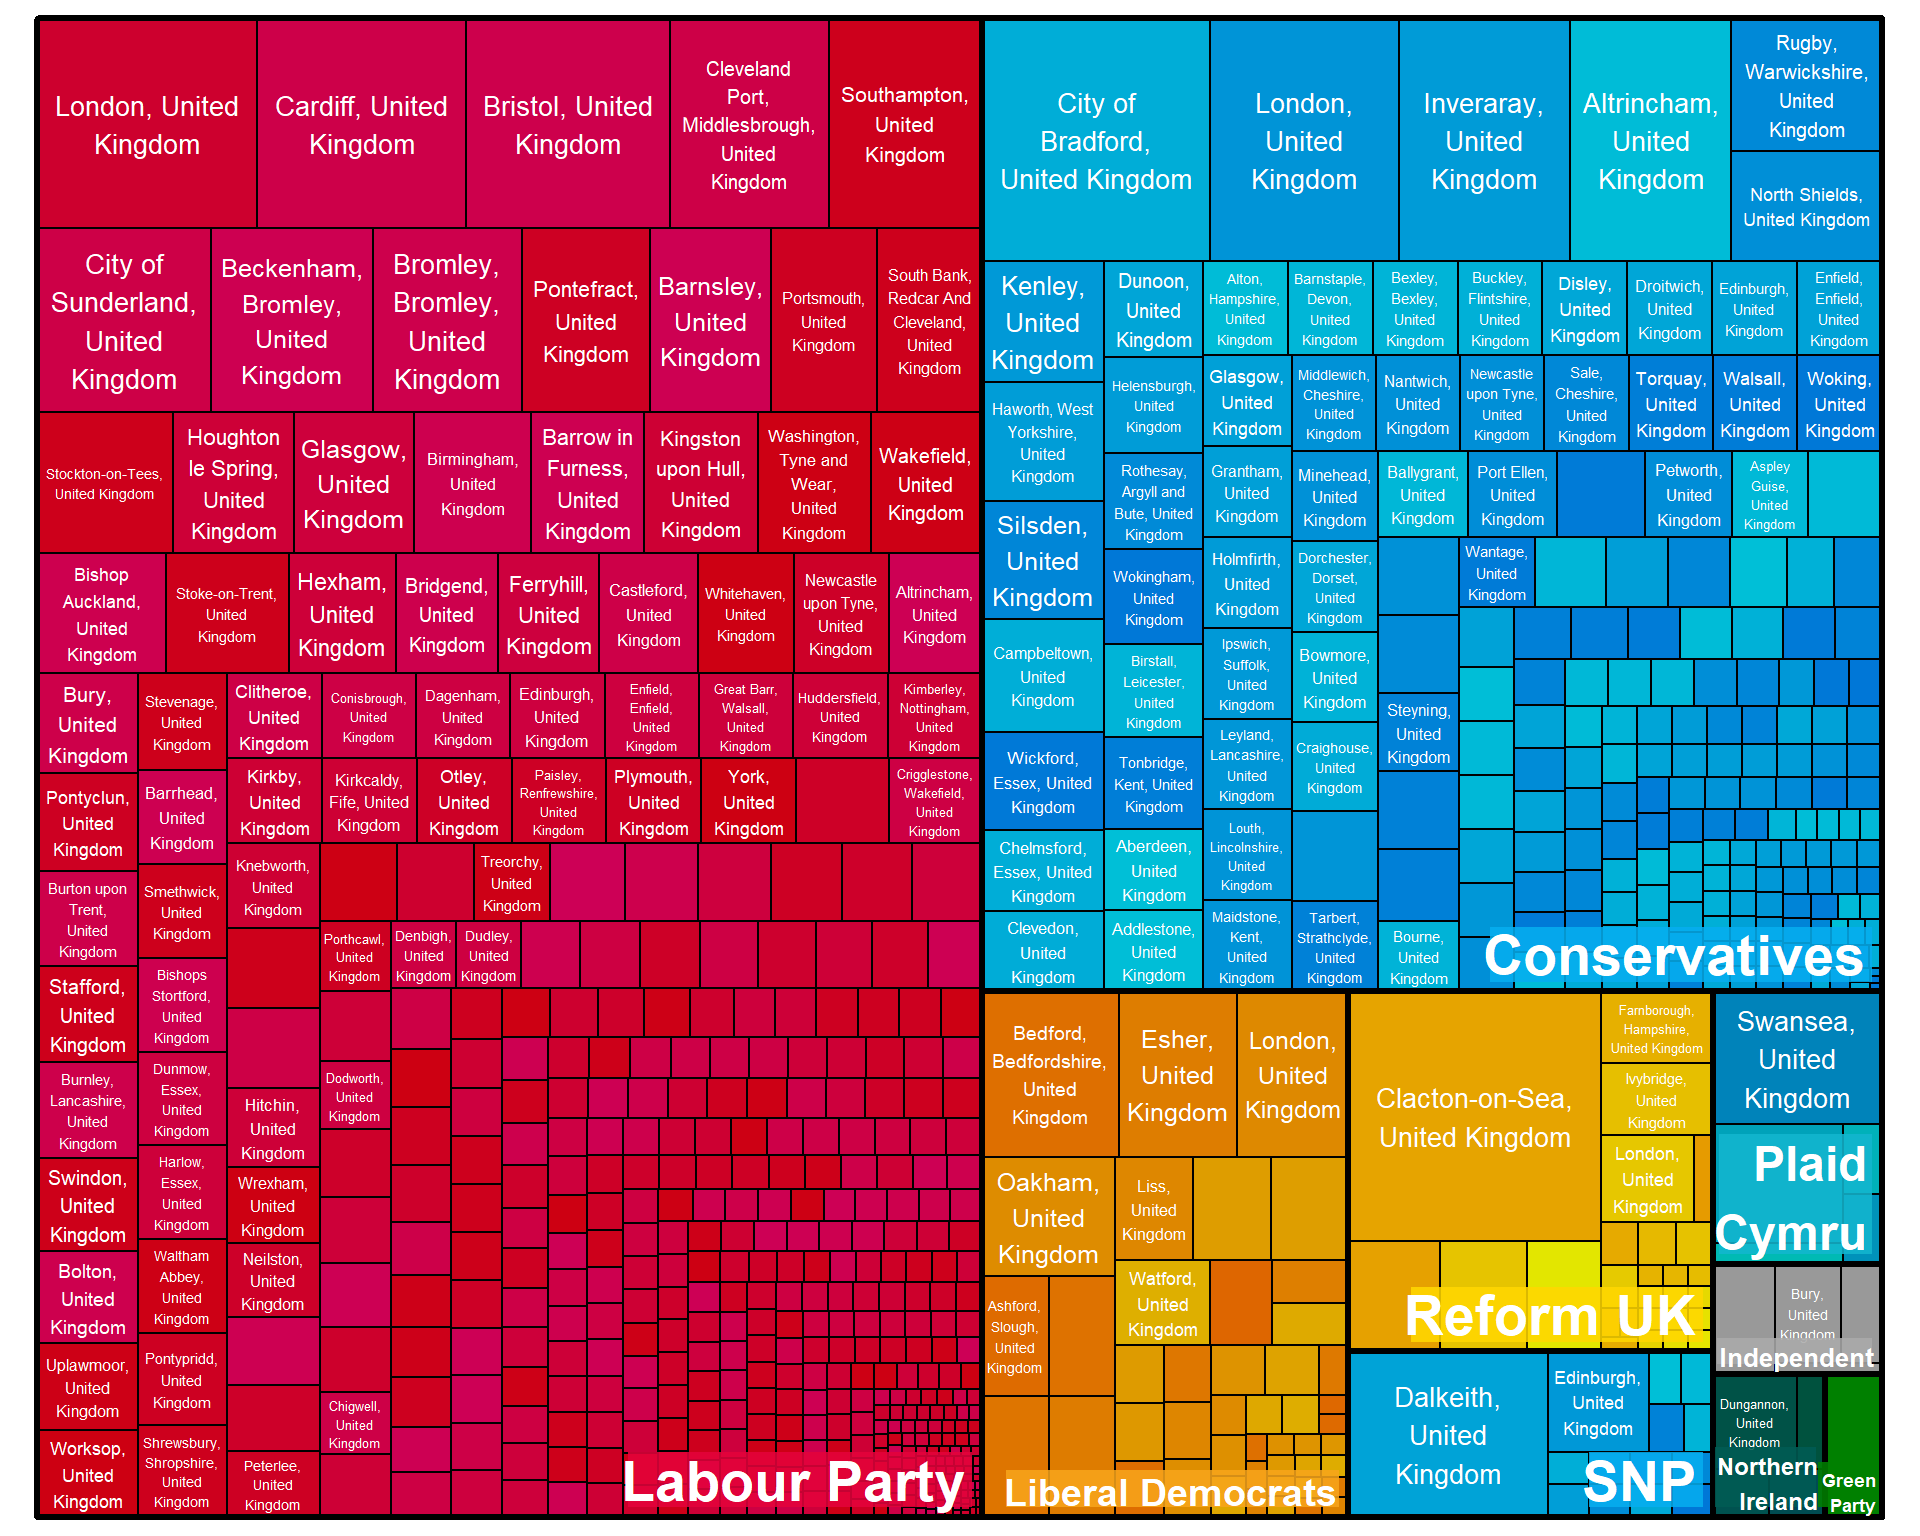 London, United
Kingdom
Cardiff, United
Kingdom
Bristol, United
Kingdom
Cleveland
Port,
Middlesbrough,
United
Kingdom
Southampton,
United
Kingdom
City of
Sunderland,
United
Kingdom
Beckenham,
Bromley,
United
Kingdom
Bromley,
Bromley,
United
Kingdom
Pontefract,
United
Kingdom
Barnsley,
United
Kingdom
Portsmouth,
United
Kingdom
South Bank,
Redcar And
Cleveland,
United
Kingdom
Stockton-on-Tees,
United Kingdom
Houghton
le Spring,
United
Kingdom
Glasgow,
United
Kingdom
Birmingham,
United
Kingdom
Barrow in
Furness,
United
Kingdom
Kingston
upon Hull,
United
Kingdom
Washington,
Tyne and
Wear,
United
Kingdom
Wakefield,
United
Kingdom
Bishop
Auckland,
United
Kingdom
Stoke-on-Trent,
United
Kingdom
Hexham,
United
Kingdom
Bridgend,
United
Kingdom
Ferryhill,
United
Kingdom
Castleford,
United
Kingdom
Whitehaven,
United
Kingdom
Newcastle
upon Tyne,
United
Kingdom
Altrincham,
United
Kingdom
Bury,
United
Kingdom
Stevenage,
United
Kingdom
Clitheroe,
United
Kingdom
Conisbrough,
United
Kingdom
Dagenham,
United
Kingdom
Edinburgh,
United
Kingdom
Enfield,
Enfield,
United
Kingdom
Great Barr,
Walsall,
United
Kingdom
Huddersfield,
United
Kingdom
Kimberley,
Nottingham,
United
Kingdom
Pontyclun,
United
Kingdom
Barrhead,
United
Kingdom
Kirkby,
United
Kingdom
Kirkcaldy,
Fife, United
Kingdom
Otley,
United
Kingdom
Paisley,
Renfrewshire,
United
Kingdom
Plymouth,
United
Kingdom
York,
United
Kingdom
Crigglestone,
Wakefield,
United
Kingdom
Burton upon
Trent,
United
Kingdom
Smethwick,
United
Kingdom
Knebworth,
United
Kingdom
Treorchy,
United
Kingdom
Stafford,
United
Kingdom
Bishops
Stortford,
United
Kingdom
Porthcawl,
United
Kingdom
Denbigh,
United
Kingdom
Dudley,
United
Kingdom
Burnley,
Lancashire,
United
Kingdom
Dunmow,
Essex,
United
Kingdom
Hitchin,
United
Kingdom
Dodworth,
United
Kingdom
Swindon,
United
Kingdom
Harlow,
Essex,
United
Kingdom
Wrexham,
United
Kingdom
Bolton,
United
Kingdom
Waltham
Abbey,
United
Kingdom
Neilston,
United
Kingdom
Uplawmoor,
United
Kingdom
Pontypridd,
United
Kingdom
Chigwell,
United
Kingdom
Worksop,
United
Kingdom
Shrewsbury,
Shropshire,
United
Kingdom
Peterlee,
United
Kingdom
Labour Party
City of
Bradford,
United Kingdom
London,
United
Kingdom
Inveraray,
United
Kingdom
Altrincham,
United
Kingdom
Rugby,
Warwickshire,
United
Kingdom
North Shields,
United Kingdom
Kenley,
United
Kingdom
Dunoon,
United
Kingdom
Alton,
Hampshire,
United
Kingdom
Barnstaple,
Devon,
United
Kingdom
Bexley,
Bexley,
United
Kingdom
Buckley,
Flintshire,
United
Kingdom
Disley,
United
Kingdom
Droitwich,
United
Kingdom
Edinburgh,
United
Kingdom
Enfield,
Enfield,
United
Kingdom
Haworth, West
Yorkshire,
United
Kingdom
Helensburgh,
United
Kingdom
Glasgow,
United
Kingdom
Middlewich,
Cheshire,
United
Kingdom
Nantwich,
United
Kingdom
Newcastle
upon Tyne,
United
Kingdom
Sale,
Cheshire,
United
Kingdom
Torquay,
United
Kingdom
Walsall,
United
Kingdom
Woking,
United
Kingdom
Silsden,
United
Kingdom
Rothesay,
Argyll and
Bute, United
Kingdom
Grantham,
United
Kingdom
Minehead,
United
Kingdom
Ballygrant,
United
Kingdom
Port Ellen,
United
Kingdom
Petworth,
United
Kingdom
Aspley
Guise,
United
Kingdom
Wokingham,
United
Kingdom
Holmfirth,
United
Kingdom
Dorchester,
Dorset,
United
Kingdom
Wantage,
United
Kingdom
Campbeltown,
United
Kingdom
Birstall,
Leicester,
United
Kingdom
Ipswich,
Suffolk,
United
Kingdom
Bowmore,
United
Kingdom
Steyning,
United
Kingdom
Wickford,
Essex, United
Kingdom
Tonbridge,
Kent, United
Kingdom
Leyland,
Lancashire,
United
Kingdom
Craighouse,
United
Kingdom
Chelmsford,
Essex, United
Kingdom
Aberdeen,
United
Kingdom
Louth,
Lincolnshire,
United
Kingdom
Clevedon,
United
Kingdom
Addlestone,
United
Kingdom
Maidstone,
Kent,
United
Kingdom
Tarbert,
Strathclyde,
United
Kingdom
Bourne,
United
Kingdom
Conservatives
Bedford,
Bedfordshire,
United
Kingdom
Esher,
United
Kingdom
London,
United
Kingdom
Oakham,
United
Kingdom
Liss,
United
Kingdom
Ashford,
Slough,
United
Kingdom
Watford,
United
Kingdom
Liberal Democrats
Clacton-on-Sea,
United Kingdom
Farnborough,
Hampshire,
United Kingdom
Ivybridge,
United
Kingdom
London,
United
Kingdom
Reform UK
Dalkeith,
United
Kingdom
Edinburgh,
United
Kingdom
SNP
Swansea,
United
Kingdom
Plaid
Cymru
Bury,
United
Kingdom
Independent
Dungannon,
United
Kingdom
Northern
Ireland
Green
Party